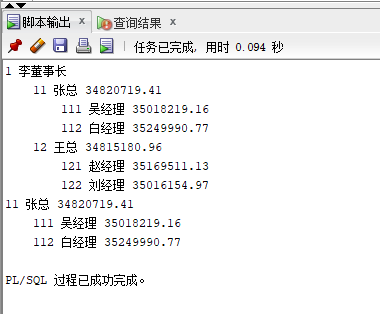 脚本输出 × 查询结果 ×
任务已完成, 用时 0.094 秒
1 李董事长
11 张总 34820719.41
111 吴经理 35018219.16
112 白经理 35249990.77
12 王总 34815180.96
121 赵经理 35169511.13
122 刘经理 35016154.97
11 张总 34820719.41
111 吴经理 35018219.16
112 白经理 35249990.77
PL/SQL 过程已成功完成。